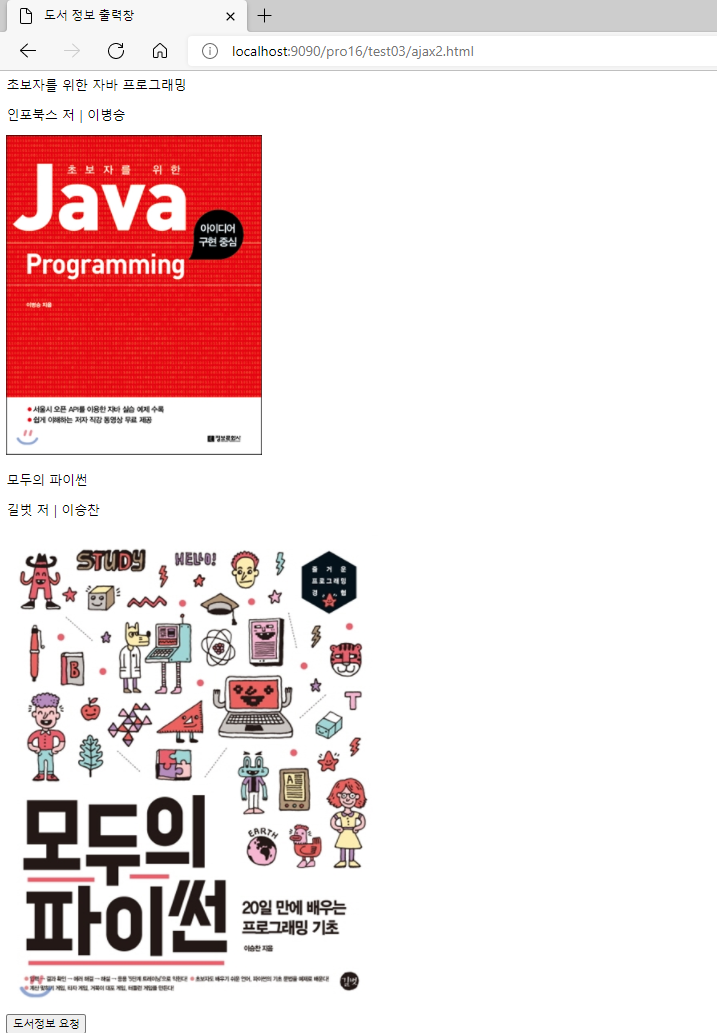 도서 정보 출력창
localhost:9090/pro16/test03/ajax2.html
초보자를 위한 자바 프로그래밍
인포북스 저 | 이병승
초보자를 위한
Java
Programming
아이디어
구현 중심
이병승 지음
서울시 오픈 API를 이용한 자바 실습 예제 수록
쉽게 이해하는 저자 직강 동영상 무료 제공
정보문화사
모두의 파이썬
길벗 저 | 이승찬
STUDY
HELLO!
즐거운
프로그래밍
경험
B
T
A
EARTH
모두의
파이썬
20일 만에 배우는
프로그래밍 기초
이승찬 지음
길벗
도서정보 요청